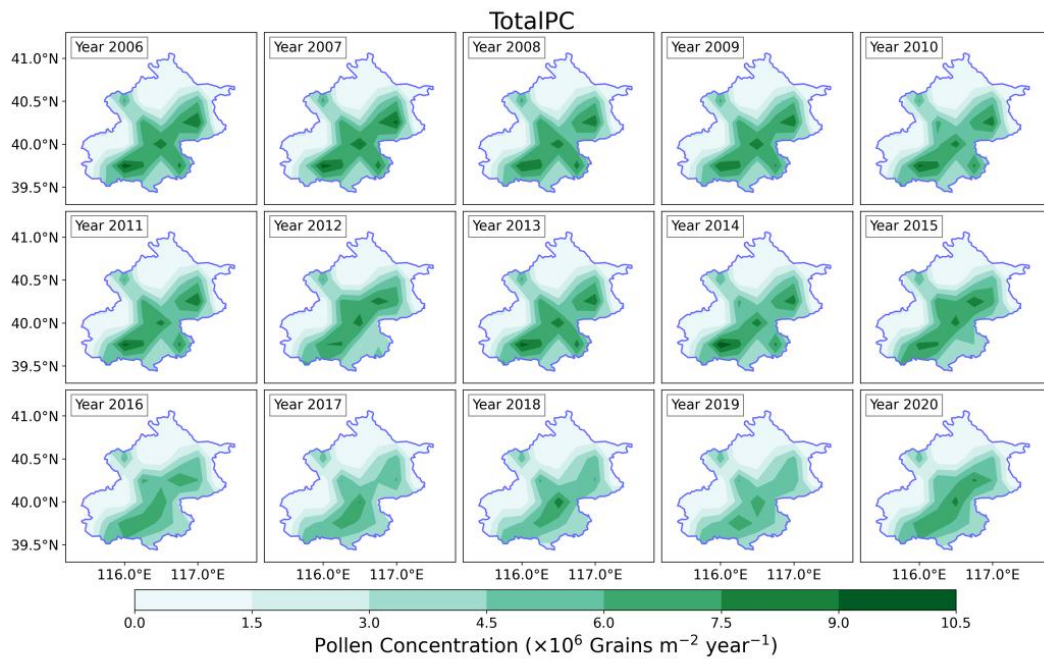 TotalPC
Year 2006 Year 2007 Year 2008 Year 2009 Year 2010
41.0°N
40.5°N
40.0°N
39.5°N
Year 2011 Year 2012 Year 2013 Year 2014 Year 2015
41.0°N
40.5°N
40.0°N
39.5°N
Year 2016 Year 2017 Year 2018 Year 2019 Year 2020
41.0°N
40.5°N
40.0°N
39.5°N
116.0°E 117.0°E 116.0°E 117.0°E 116.0°E 117.0°E 116.0°E 117.0°E 116.0°E 117.0°E
0.0 1.5 3.0 4.5 6.0 7.5 9.0 10.5
Pollen Concentration (×10⁶ Grains m⁻² year⁻¹)